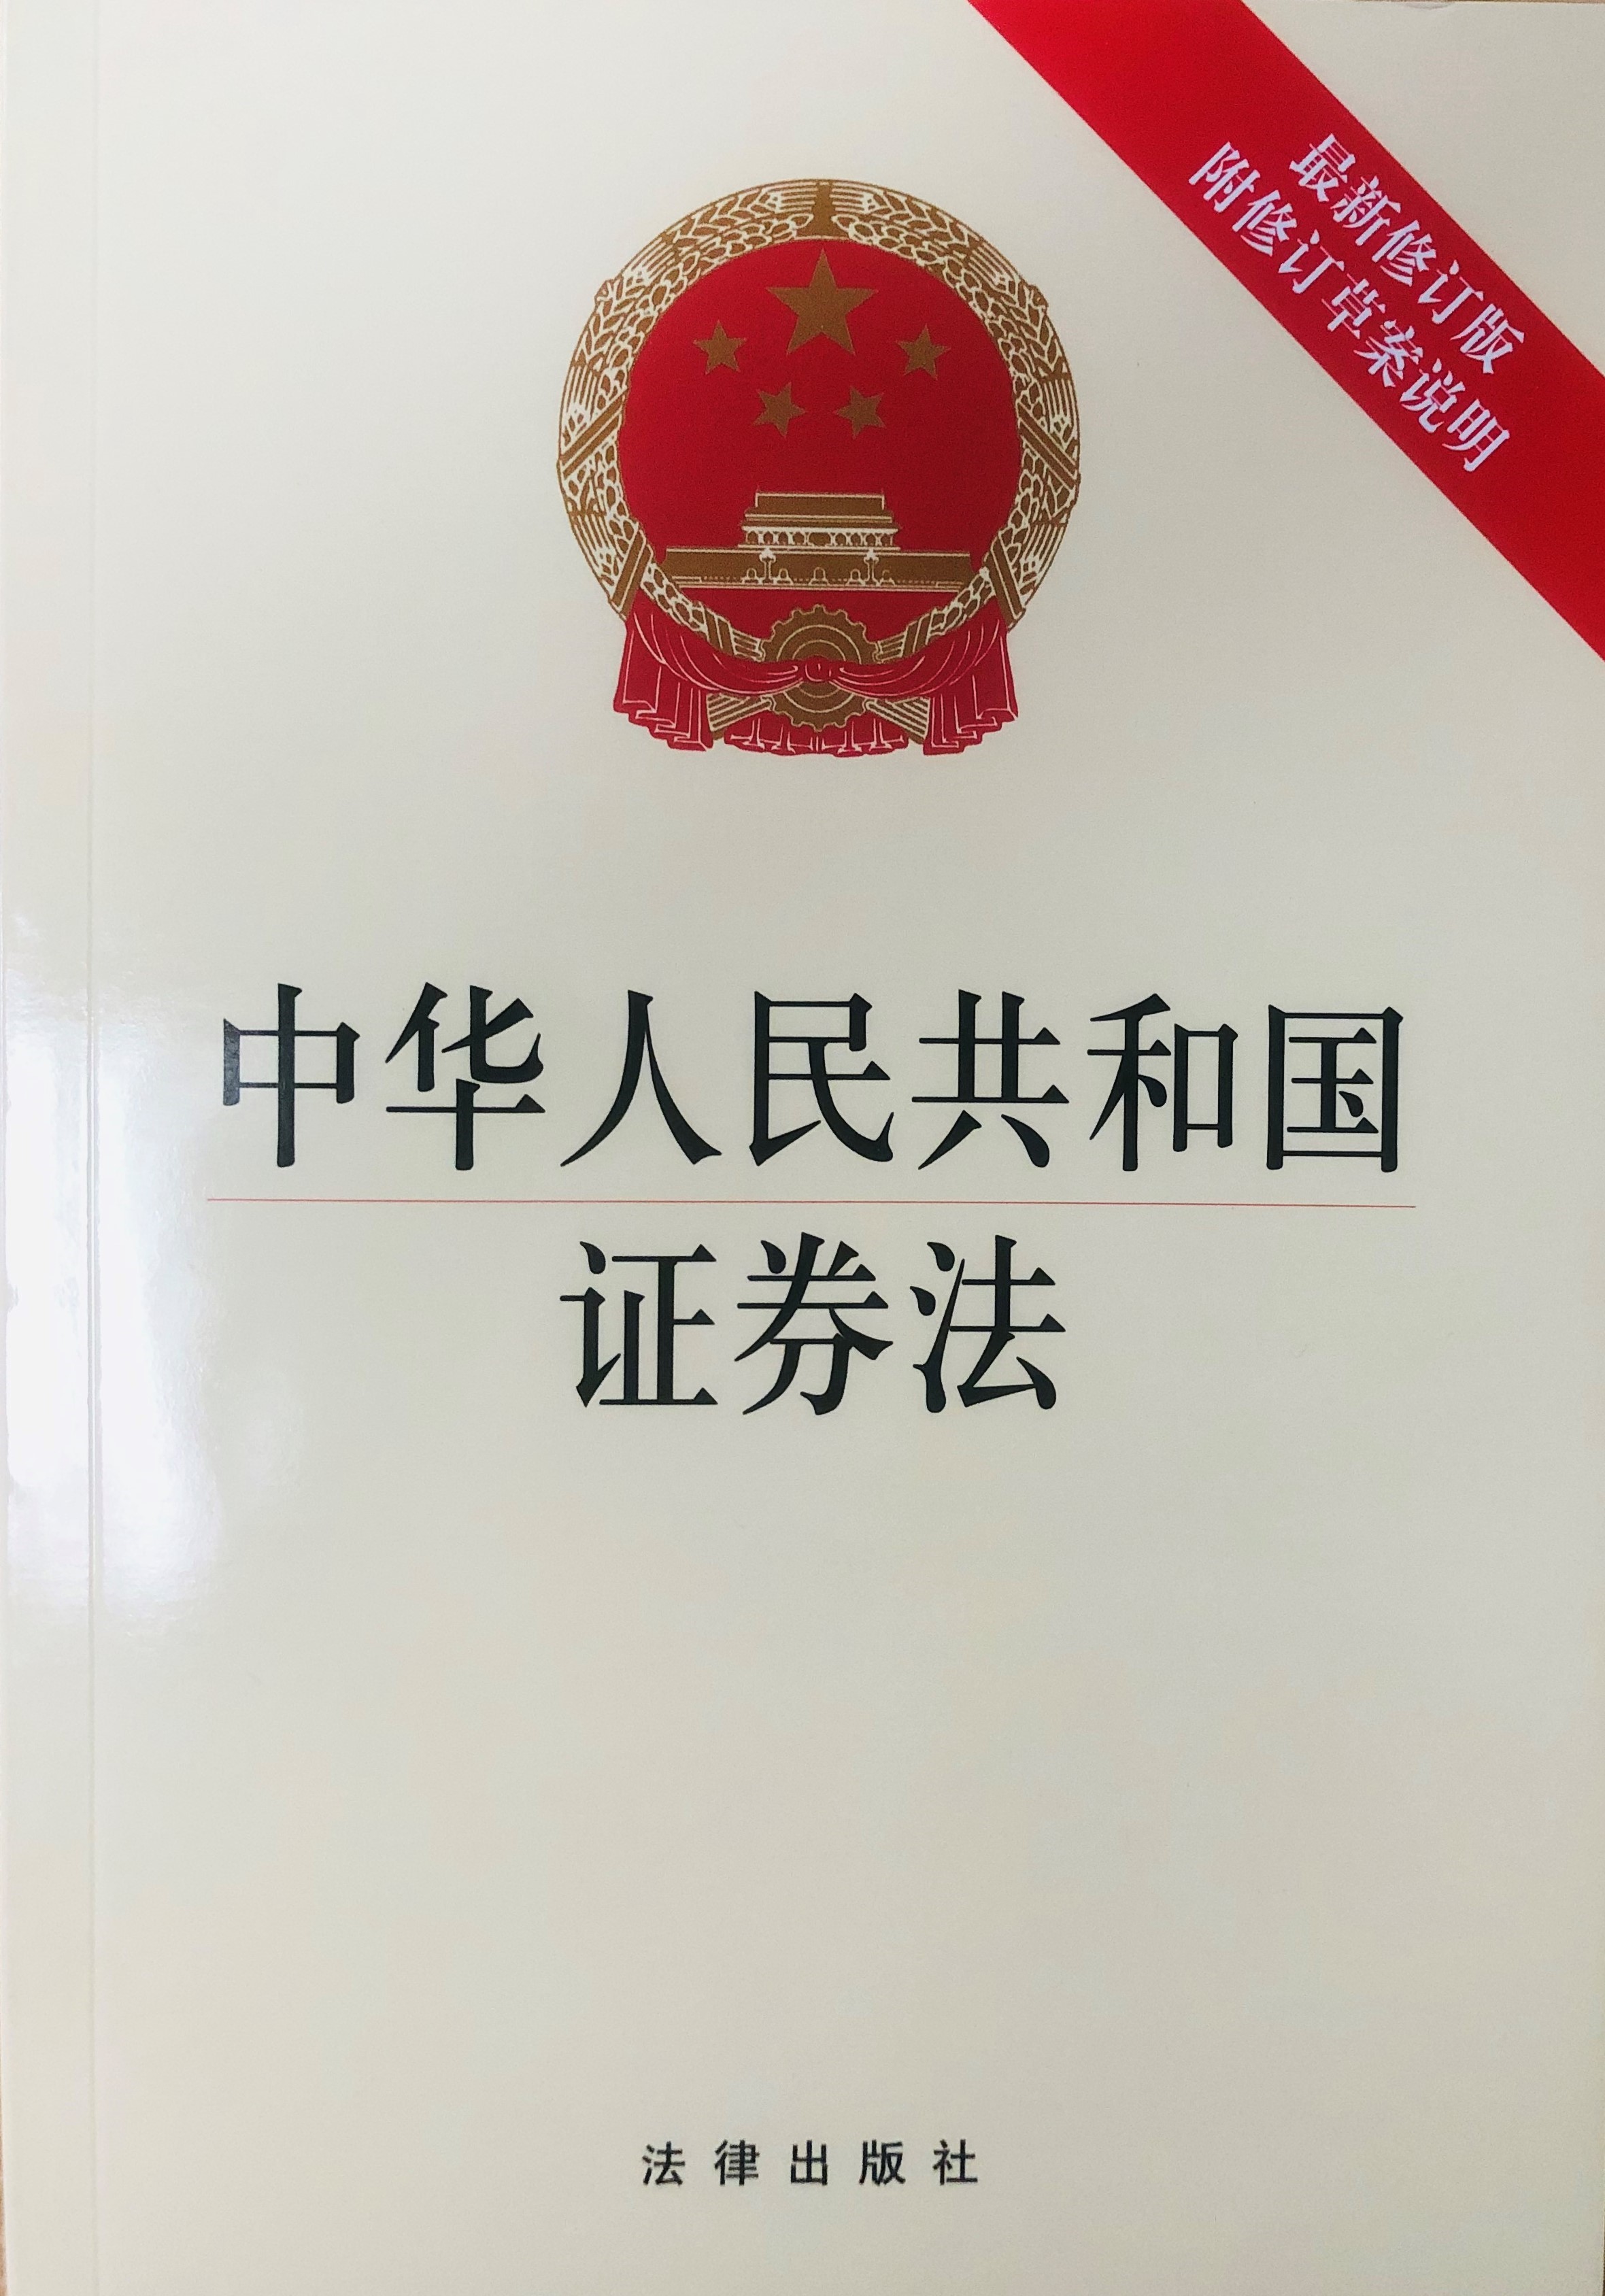 最新修订版
附修订草案说明
中华人民共和国
证券法
法律出版社